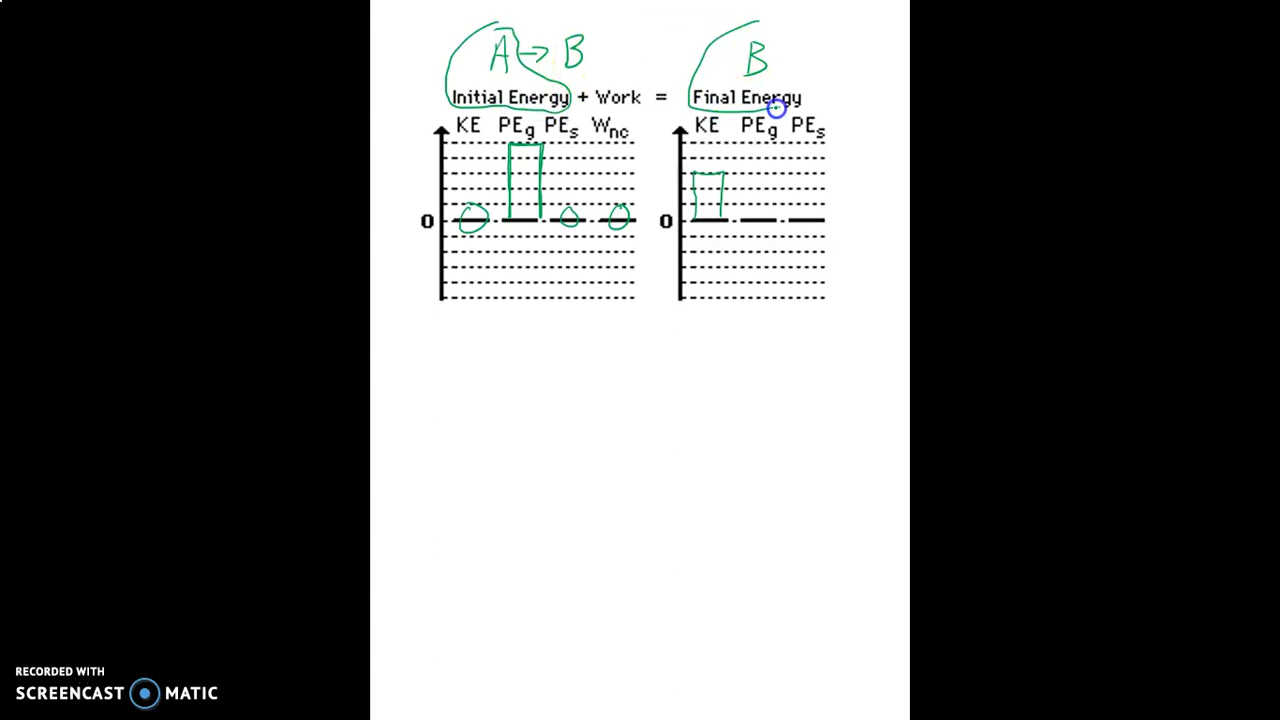 A → B
B
Initial Energy + Work = Final Energy
KE PEg PEs Wnc KE PEg PEs
0 0 0
0 0
RECORDED WITH
SCREENCAST MATIC